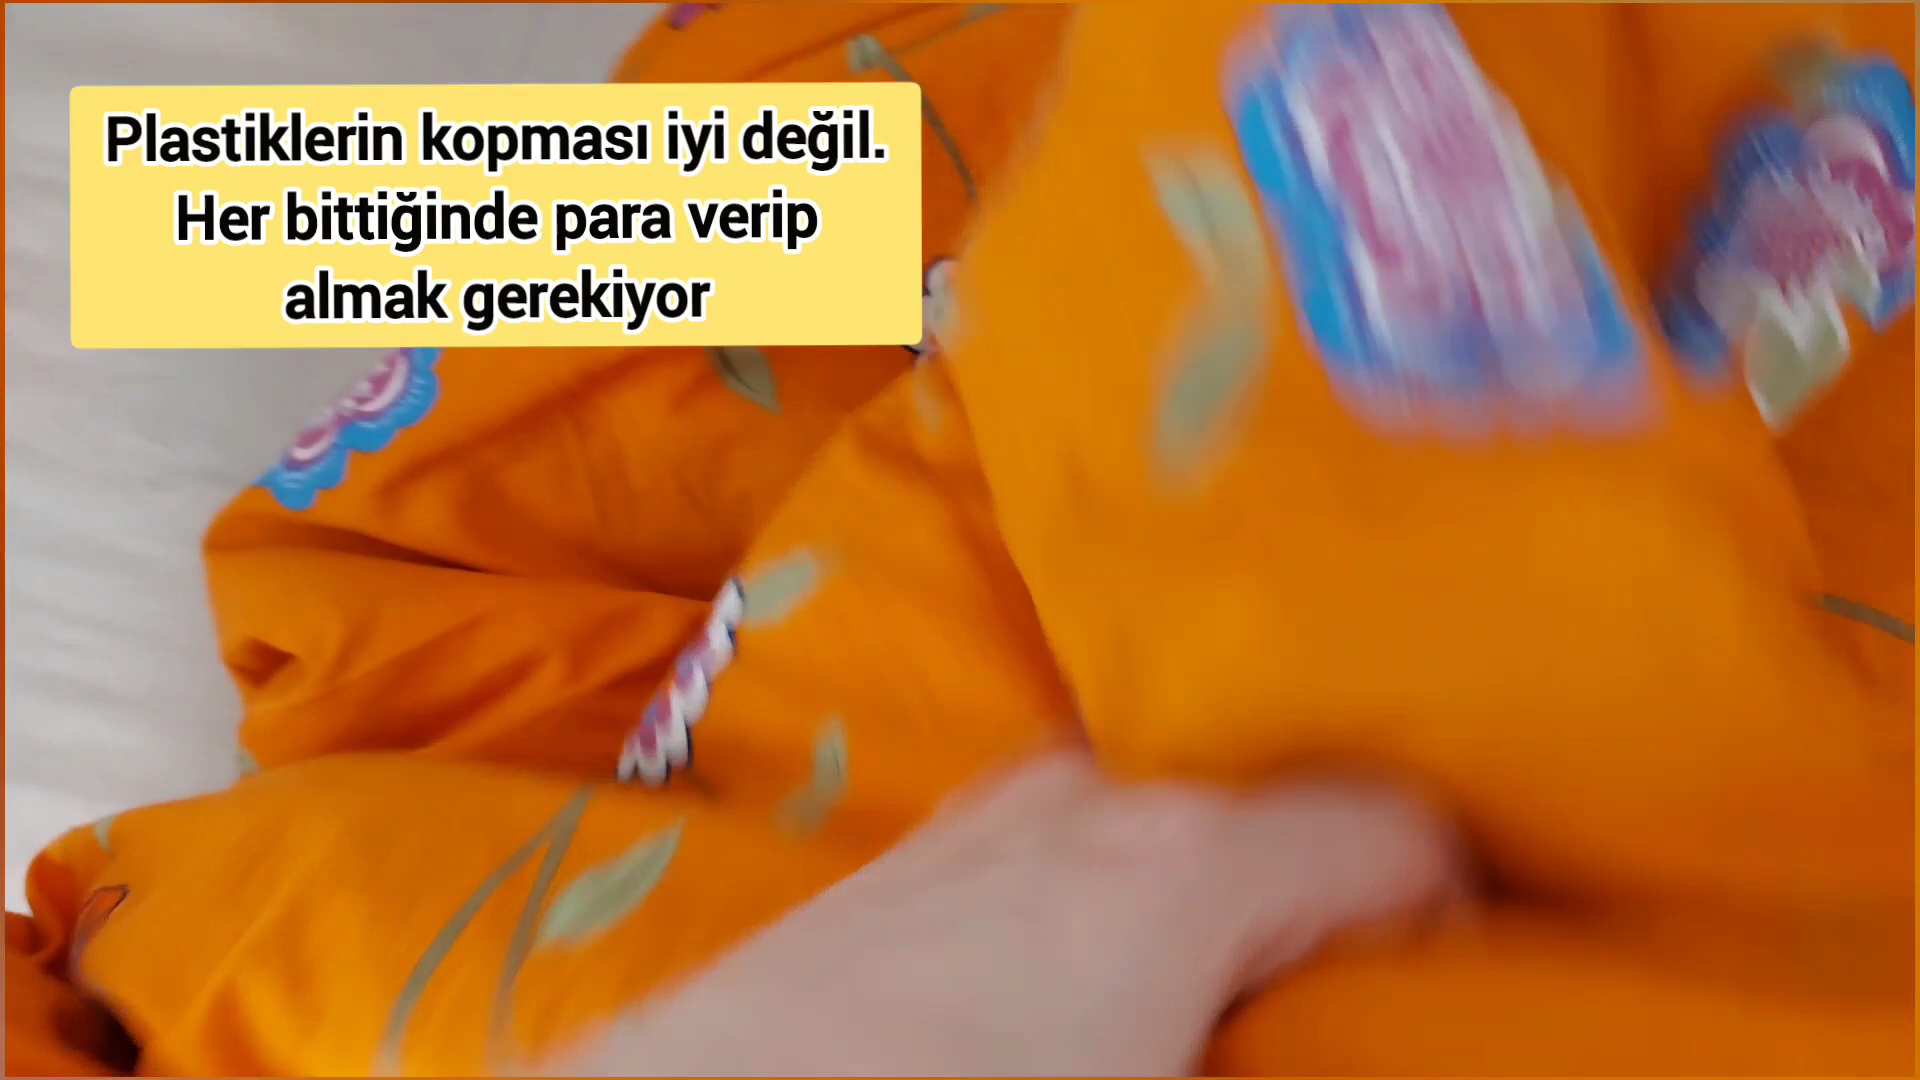 Plastiklerin kopması iyi değil.
Her bittiğinde para verip
almak gerekiyor